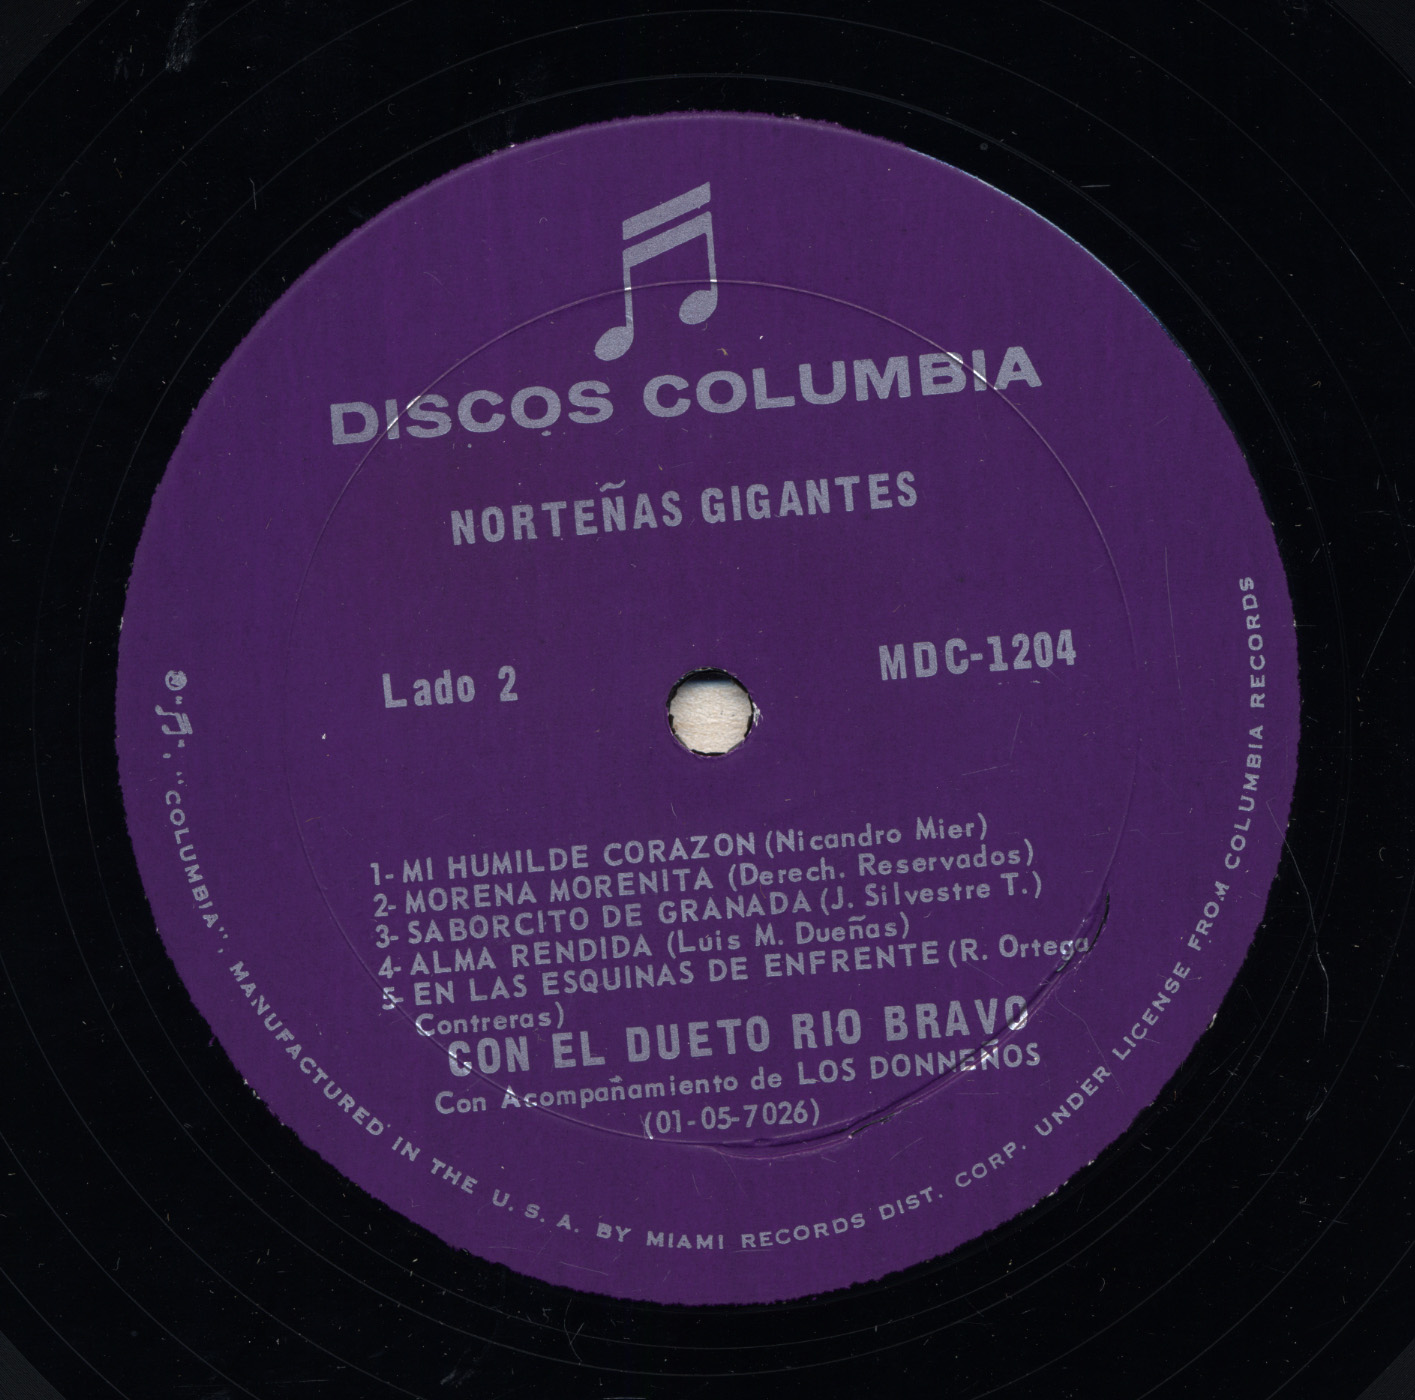 DISCOS COLUMBIA
NORTEÑAS GIGANTES
Lado 2
MDC-1204
1- MI HUMILDE CORAZON (Nicandro Mier)
2- MORENA MORENITA (Derech. Reservados)
3- SABORCITO DE GRANADA (J. Silvestre T.)
4- ALMA RENDIDA (Luis M. Dueñas)
5- EN LAS ESQUINAS DE ENFRENTE (R. Ortega
Contreras)
CON EL DUETO RIO BRAVO
Con Acompañamiento de LOS DONNEÑOS
(01-05-7026)
"COLUMBIA", MANUFACTURED IN THE U. S. A. BY MIAMI RECORDS DIST. CORP. UNDER LICENSE FROM COLUMBIA RECORDS